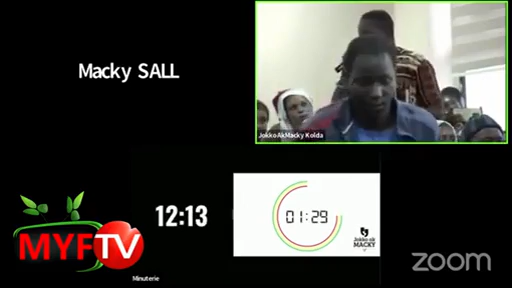 Macky SALL
JokkoAkMacky Kolda
12:13
01:29
Jokko ak
MACKY
MYFTV
Minuterie
zoom